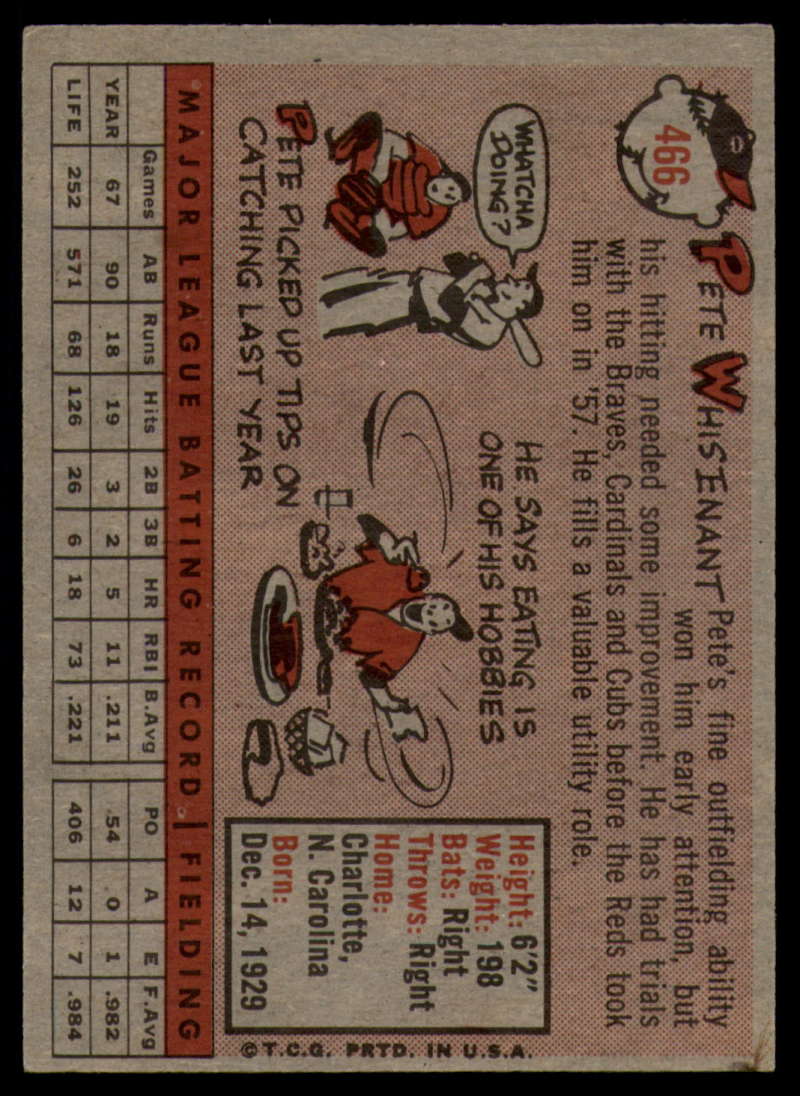 466
PETE WHISENANT
Pete's fine outfielding ability
won him early attention, but
his hitting needed some improvement. He has had trials
with the Braves, Cardinals and Cubs before the Reds took
him on in '57. He fills a valuable utility role.
WHATCHA
DOING?
PETE PICKED UP TIPS ON
CATCHING LAST YEAR
HE SAYS EATING IS
ONE OF HIS HOBBIES
Height: 6'2"
Weight: 198
Bats: Right
Throws: Right
Home:
Charlotte,
N. Carolina
Born:
Dec. 14, 1929
©T.C.G. PRTD. IN U.S.A.
MAJOR LEAGUE BATTING RECORD | FIELDING
Games AB Runs Hits 2B 3B HR RBI B.Avg PO A E F.Avg
YEAR 67 90 18 19 3 2 5 11 .211 54 0 1 .982
LIFE 252 571 68 126 26 6 18 73 .221 406 12 7 .984